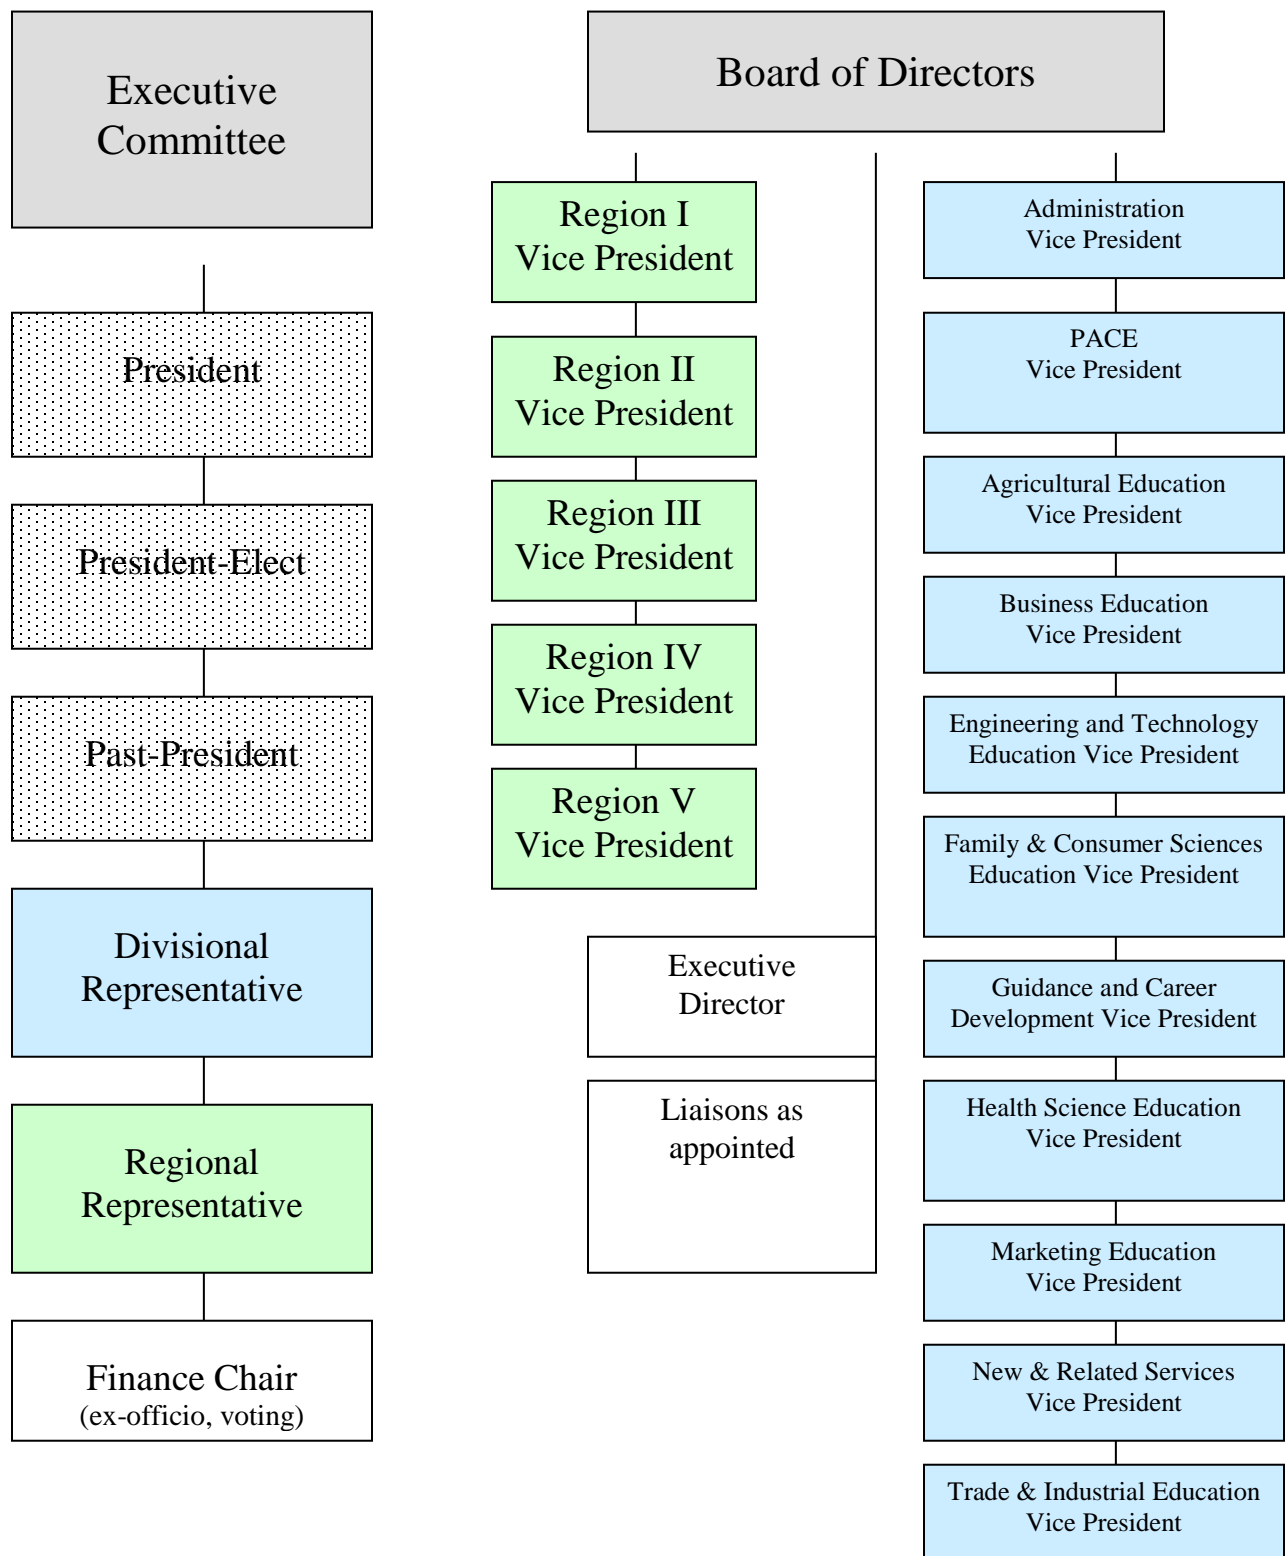 Executive
Committee
President
President-Elect
Past-President
Divisional
Representative
Regional
Representative
Finance Chair
(ex-officio, voting)
Board of Directors
Region I
Vice President
Region II
Vice President
Region III
Vice President
Region IV
Vice President
Region V
Vice President
Executive
Director
Liaisons as
appointed
Administration
Vice President
PACE
Vice President
Agricultural Education
Vice President
Business Education
Vice President
Engineering and Technology
Education Vice President
Family & Consumer Sciences
Education Vice President
Guidance and Career
Development Vice President
Health Science Education
Vice President
Marketing Education
Vice President
New & Related Services
Vice President
Trade & Industrial Education
Vice President